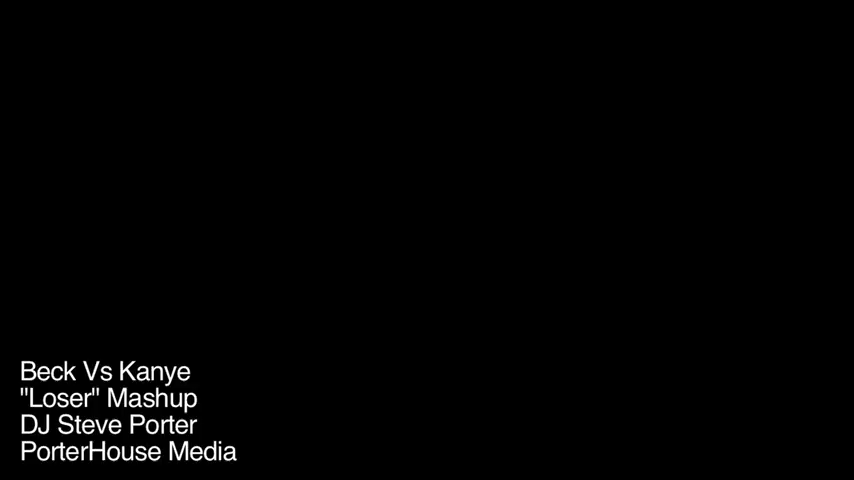 Beck Vs Kanye
"Loser" Mashup
DJ Steve Porter
PorterHouse Media